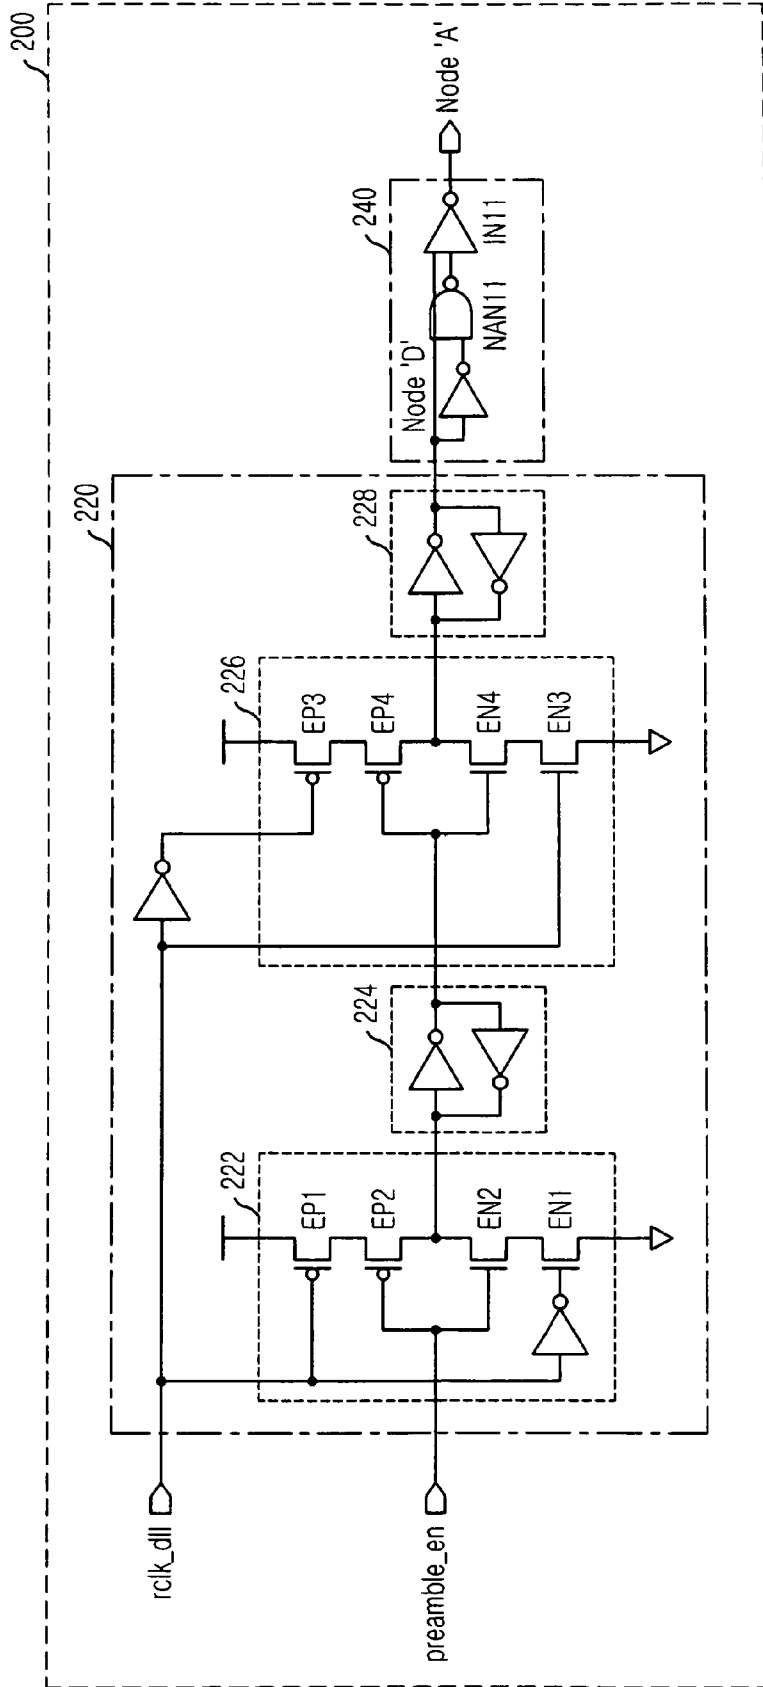 200
220
rclk_dll
preamble_en
222
EP1
EP2
EN2
EN1
224
226
EP3
EP4
EN4
EN3
228
240
Node 'D'
NAN11
IN11
Node 'A'